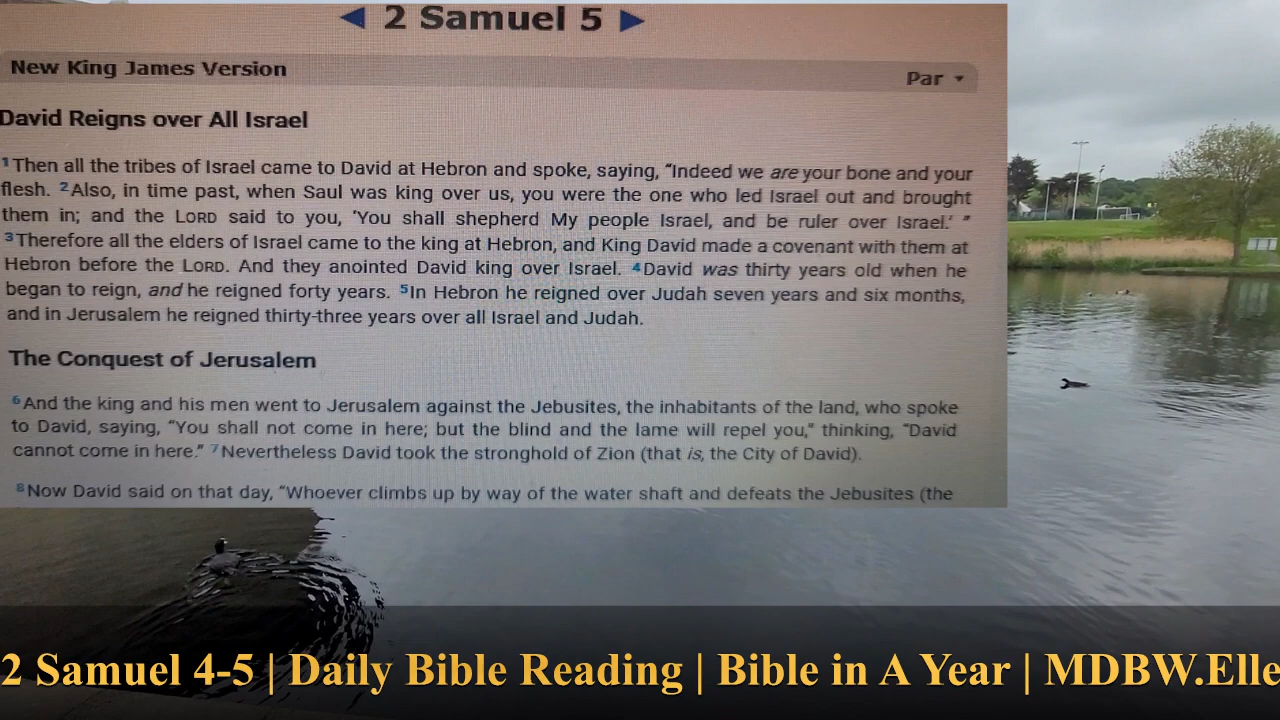 ◄ 2 Samuel 5 ►
New King James Version
Par ▾
David Reigns over All Israel
1Then all the tribes of Israel came to David at Hebron and spoke, saying, “Indeed we are your bone and your
flesh. 2Also, in time past, when Saul was king over us, you were the one who led Israel out and brought
them in; and the LORD said to you, ‘You shall shepherd My people Israel, and be ruler over Israel.’ ”
3Therefore all the elders of Israel came to the king at Hebron, and King David made a covenant with them at
Hebron before the LORD. And they anointed David king over Israel. 4David was thirty years old when he
began to reign, and he reigned forty years. 5In Hebron he reigned over Judah seven years and six months,
and in Jerusalem he reigned thirty-three years over all Israel and Judah.
The Conquest of Jerusalem
6And the king and his men went to Jerusalem against the Jebusites, the inhabitants of the land, who spoke
to David, saying, “You shall not come in here; but the blind and the lame will repel you,” thinking, “David
cannot come in here.” 7Nevertheless David took the stronghold of Zion (that is, the City of David).
8Now David said on that day, “Whoever climbs up by way of the water shaft and defeats the Jebusites (the
2 Samuel 4-5 | Daily Bible Reading | Bible in A Year | MDBW.Elle